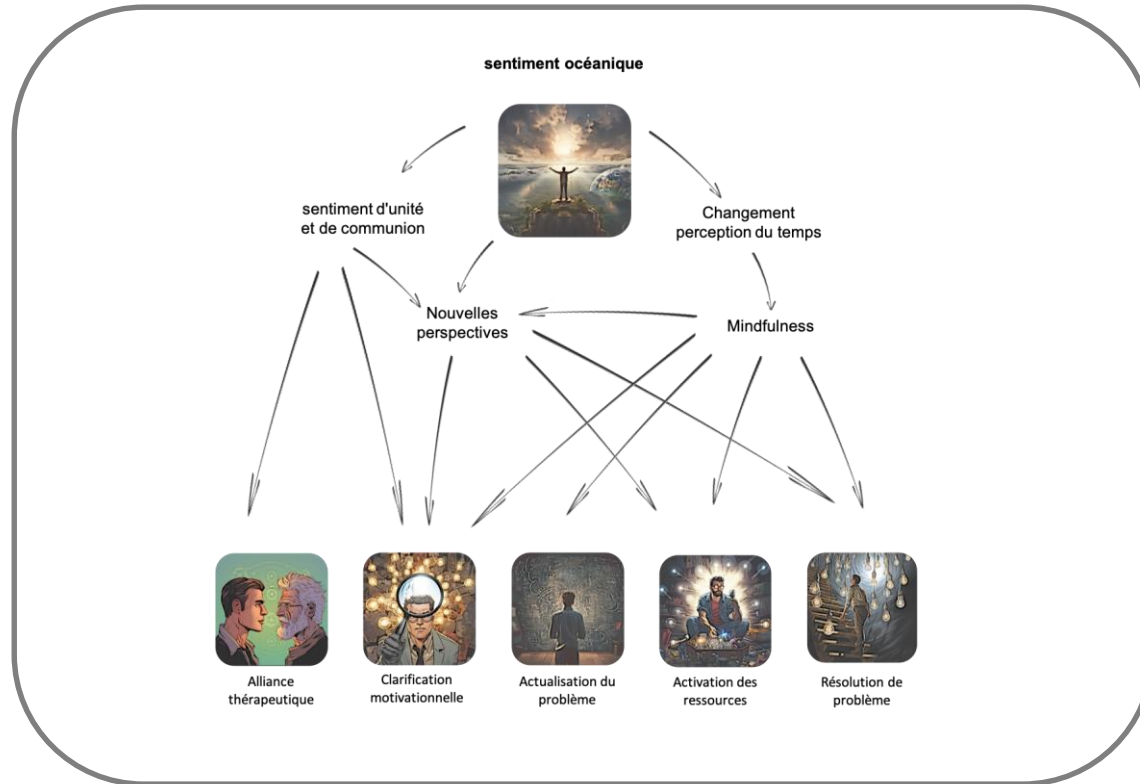 sentiment océanique
sentiment d'unité
et de communion
Changement
perception du temps
Nouvelles
perspectives
Mindfulness
Alliance
thérapeutique
Clarification
motivationnelle
Actualisation du
problème
Activation des
ressources
Résolution de
problème